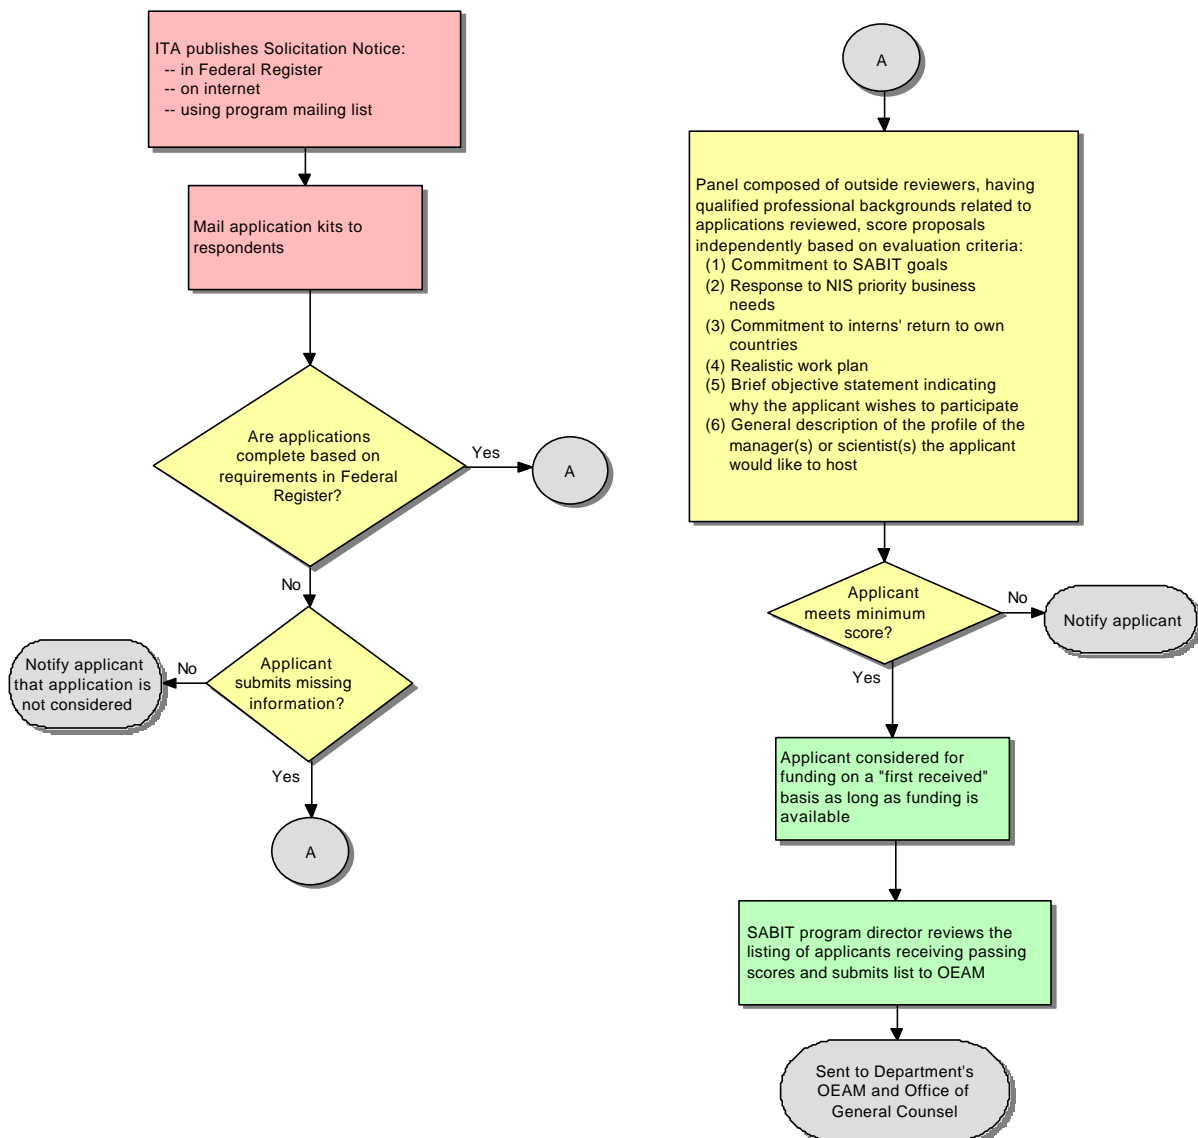 ITA publishes Solicitation Notice:
-- in Federal Register
-- on internet
-- using program mailing list
Mail application kits to
respondents
Are applications
complete based on
requirements in Federal
Register?
Yes
A
No
Applicant
submits missing
information?
No
Notify applicant
that application is
not considered
Yes
A
A
Panel composed of outside reviewers, having
qualified professional backgrounds related to
applications reviewed, score proposals
independently based on evaluation criteria:
(1) Commitment to SABIT goals
(2) Response to NIS priority business
needs
(3) Commitment to interns' return to own
countries
(4) Realistic work plan
(5) Brief objective statement indicating
why the applicant wishes to participate
(6) General description of the profile of the
manager(s) or scientist(s) the applicant
would like to host
Applicant
meets minimum
score?
No
Notify applicant
Yes
Applicant considered for
funding on a "first received"
basis as long as funding is
available
SABIT program director reviews the
listing of applicants receiving passing
scores and submits list to OEAM
Sent to Department's
OEAM and Office of
General Counsel